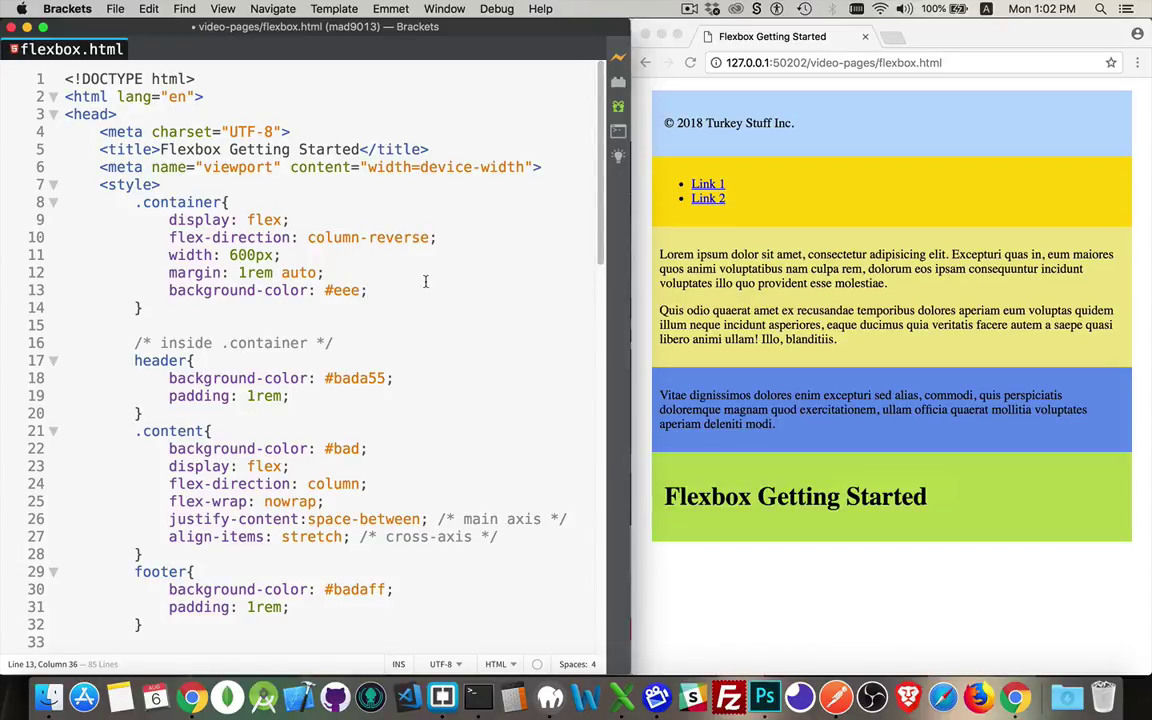 Brackets File Edit Find View Navigate Tables Template Emmet Window Debug Help 100% Mon 1:02 PM
• video-pages/flexbox.html (mad9013) — Brackets
flexbox.html
1 <!DOCTYPE html>
2 <html lang="en">
3 <head>
4 <meta charset="UTF-8">
5 <title>Flexbox Getting Started</title>
6 <meta name="viewport" content="width=device-width">
7 <style>
8 .container{
9 display: flex;
10 flex-direction: column-reverse;
11 width: 600px;
12 margin: 1rem auto;
13 background-color: #eee;
14 }
15
16 /* inside .container */
17 header{
18 background-color: #bada55;
19 padding: 1rem;
20 }
21 .content{
22 background-color: #bad;
23 display: flex;
24 flex-direction: column;
25 flex-wrap: nowrap;
26 justify-content:space-between; /* main axis */
27 align-items: stretch; /* cross-axis */
28 }
29 footer{
30 background-color: #badaff;
31 padding: 1rem;
32 }
33
Line 13, Column 36 — 85 Lines INS UTF-8 HTML Spaces: 4
Flexbox Getting Started
127.0.0.1:50202/video-pages/flexbox.html
© 2018 Turkey Stuff Inc.
• Link 1
• Link 2
Lorem ipsum dolor sit amet, consectetur adipisicing elit. Excepturi quas in, eum maiores
quos animi voluptatibus nam culpa rem, dolorum eos ipsam consequuntur incidunt
voluptates illo quo provident esse molestiae.
Quis odio quaerat amet ex recusandae temporibus dolores aperiam eum voluptas quidem
illum neque incidunt asperiores, eaque ducimus quia veritatis facere autem a saepe quasi
libero animi ullam! Illo, blanditiis.
Vitae dignissimos dolores enim excepturi sed alias, commodi, quis perspiciatis
doloremque magnam quod exercitationem, ullam officia quaerat mollitia voluptates
aperiam deleniti modi.
Flexbox Getting Started
AUG
6
Fz
Ps